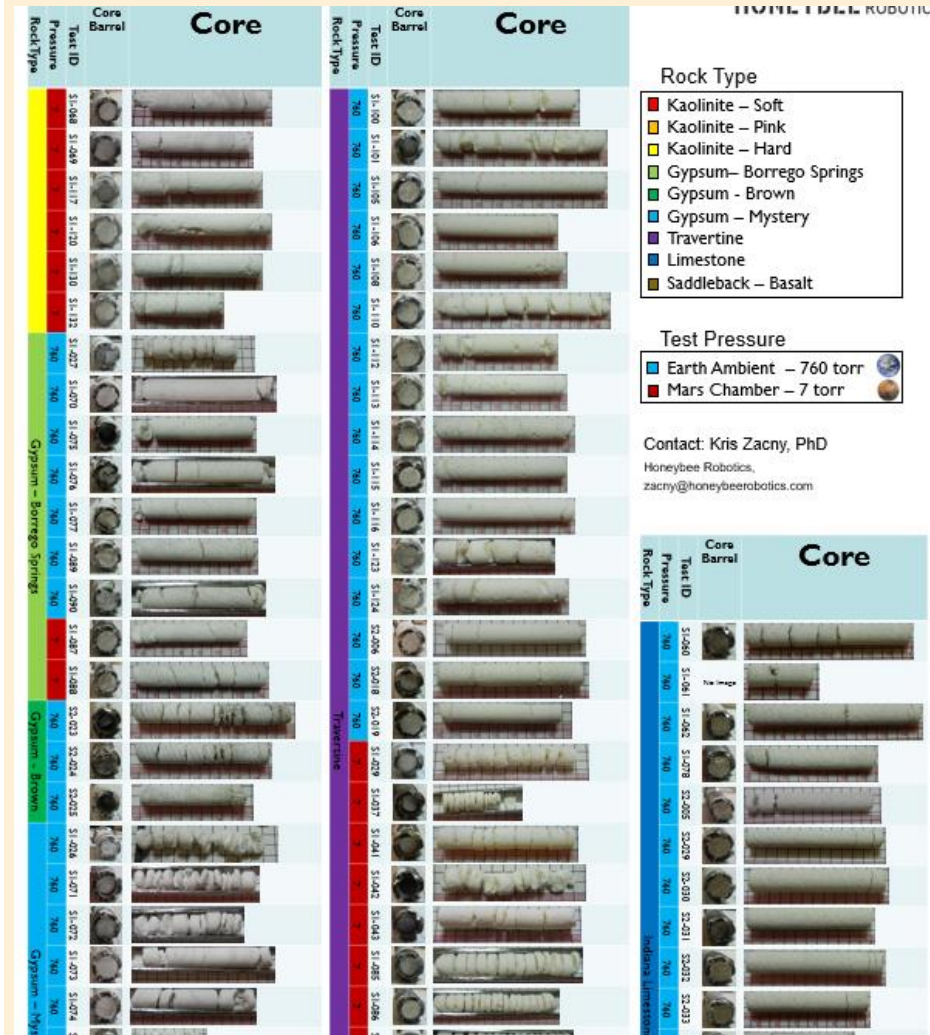 HONEYBEE ROBOTIC
Rock Type
Pressure
Test ID
Core Barrel
Core
7 S1-068
7 S1-069
7 S1-117
7 S1-120
7 S1-130
7 S1-132
Gypsum – Borrego Springs
760 S1-027
760 S1-070
760 S1-075
760 S1-076
760 S1-077
760 S1-089
760 S1-090
7 S1-087
7 S1-088
Gypsum - Brown
760 S2-023
760 S2-024
760 S2-025
Gypsum – Mys
760 S1-026
760 S1-071
760 S1-072
760 S1-073
760 S1-074
Rock Type
Pressure
Test ID
Core Barrel
Core
Travertine
760 S1-100
760 S1-101
760 S1-105
760 S1-106
760 S1-108
760 S1-110
760 S1-112
760 S1-113
760 S1-114
760 S1-115
760 S1-116
760 S1-123
760 S1-124
760 S2-006
760 S2-018
760 S2-019
7 S1-029
7 S1-037
7 S1-041
7 S1-042
7 S1-043
7 S1-085
7 S1-086
Rock Type
Kaolinite – Soft
Kaolinite – Pink
Kaolinite – Hard
Gypsum– Borrego Springs
Gypsum - Brown
Gypsum – Mystery
Travertine
Limestone
Saddleback – Basalt
Test Pressure
Earth Ambient – 760 torr
Mars Chamber – 7 torr
Contact: Kris Zacny, PhD
Honeybee Robotics,
zacny@honeybeerobotics.com
Rock Type
Pressure
Test ID
Core Barrel
Core
Indiana Limestone
760 S1-060
760 S1-061 No Image
760 S1-062
760 S1-078
760 S2-005
760 S2-029
760 S2-030
760 S2-031
760 S2-032
760 S2-033